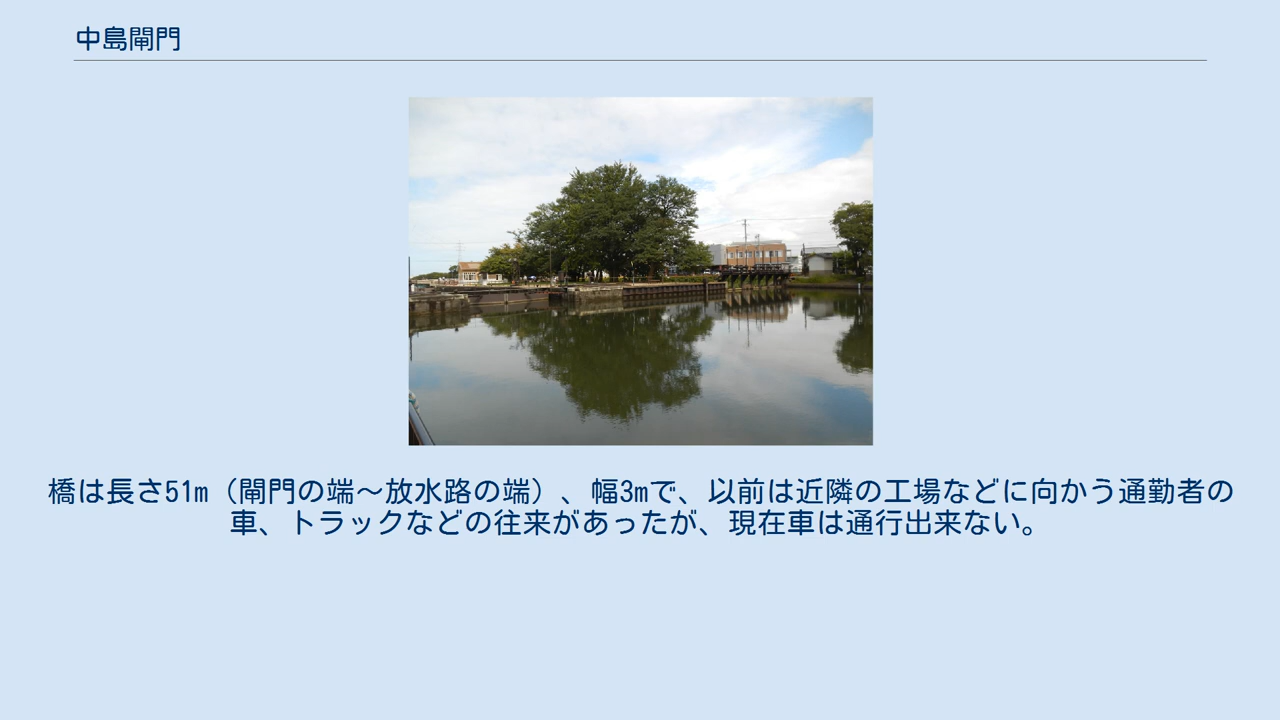 中島閘門
橋は長さ51m（閘門の端～放水路の端）、幅3mで、以前は近隣の工場などに向かう通勤者の
車、トラックなどの往来があったが、現在車は通行出来ない。